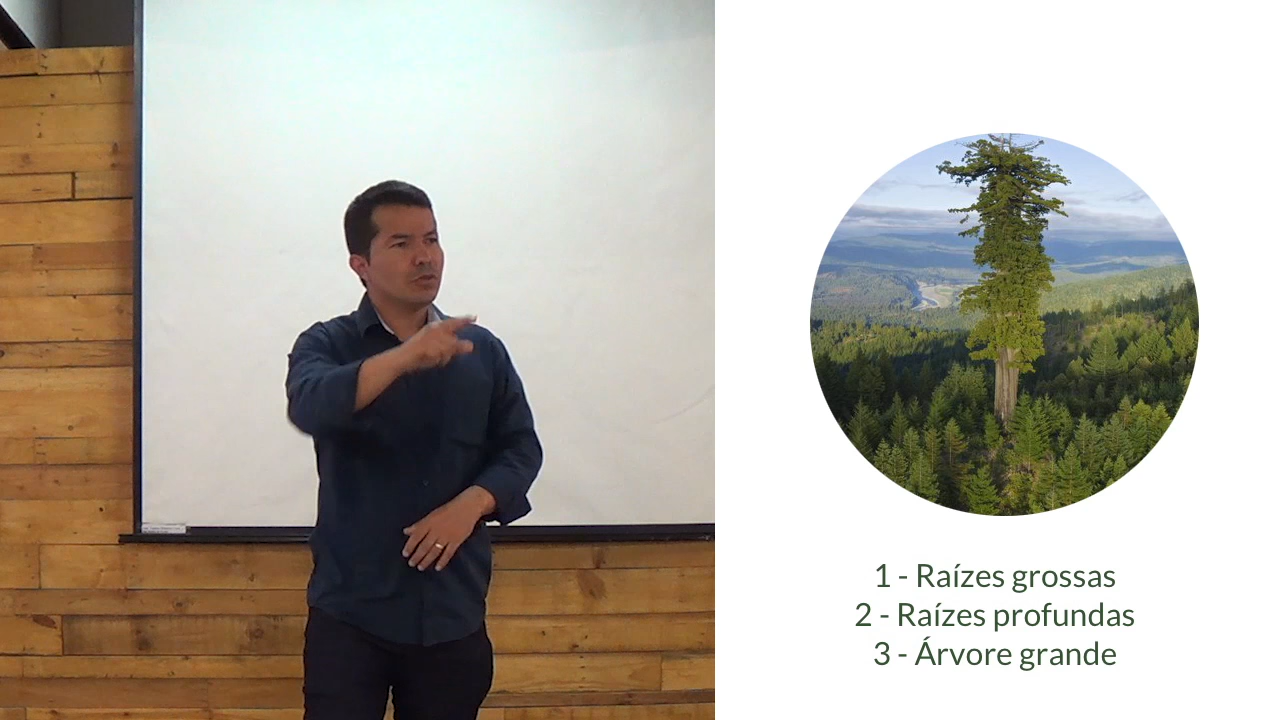 1 - Raízes grossas
2 - Raízes profundas
3 - Árvore grande